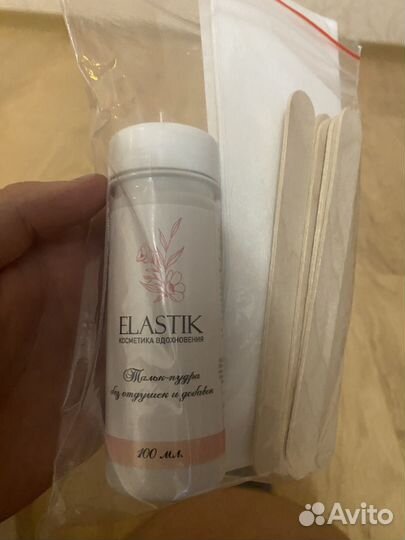 ELASTIK
КОСМЕТИКА ВДОХНОВЕНИЯ
Тальк-пудра
без отдушек и добавок
100 мл.
Avito